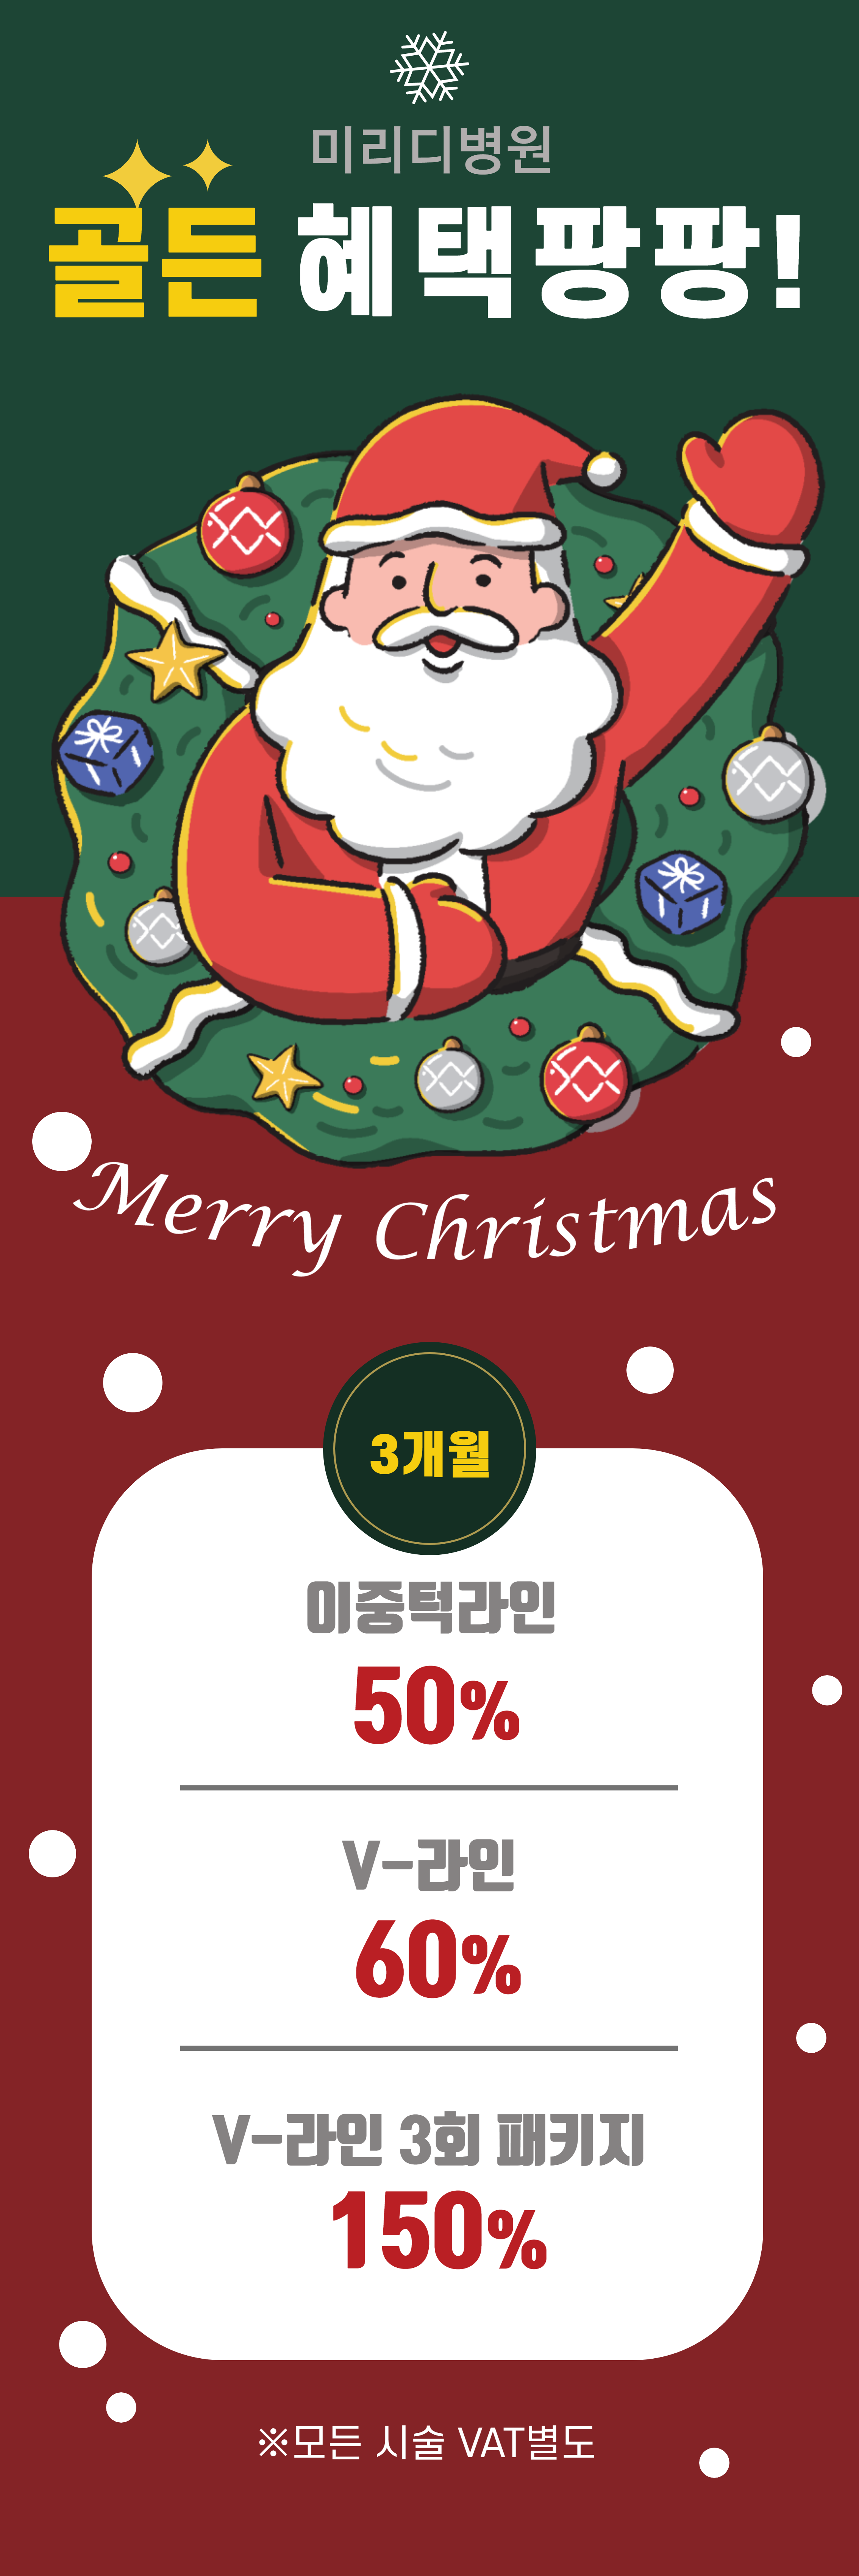 미리디병원
골든 혜택팡팡!
Merry Christmas
3개월
이중턱라인
50%
V-라인
60%
V-라인 3회 패키지
150%
※모든 시술 VAT별도